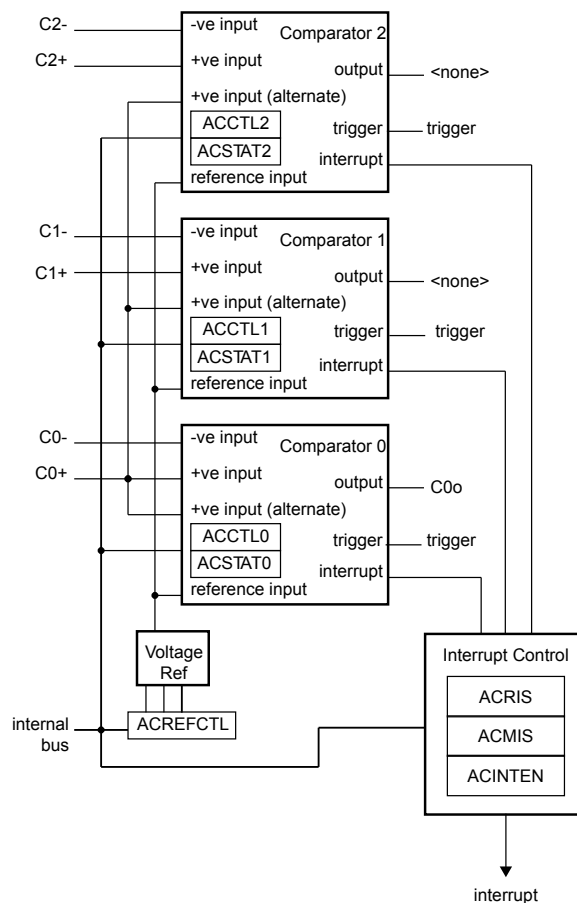 C2-
-ve input
Comparator 2
C2+
+ve input
output
<none>
+ve input (alternate)
ACCTL2
trigger
trigger
ACSTAT2
interrupt
reference input
C1-
-ve input
Comparator 1
C1+
+ve input
output
<none>
+ve input (alternate)
ACCTL1
trigger
trigger
ACSTAT1
interrupt
reference input
C0-
-ve input
Comparator 0
C0+
+ve input
output
C0o
+ve input (alternate)
ACCTL0
trigger
trigger
ACSTAT0
interrupt
reference input
Voltage
Ref
Interrupt Control
ACRIS
internal
bus
ACREFCTL
ACMIS
ACINTEN
interrupt